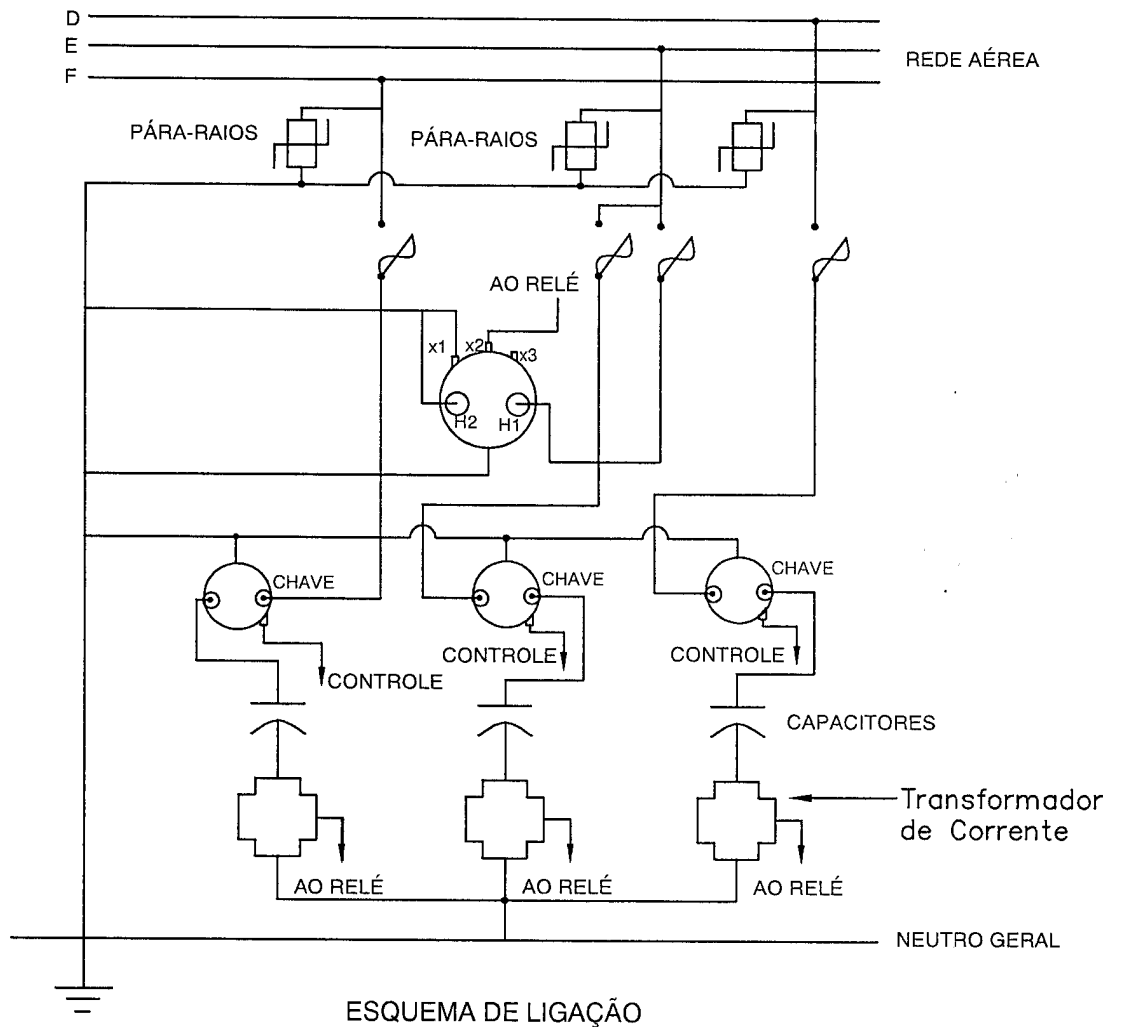 D
E
F
REDE AÉREA
PÁRA-RAIOS
PÁRA-RAIOS
AO RELÉ
x1
x2
x3
H2
H1
CHAVE
CHAVE
CHAVE
CONTROLE
CONTROLE
CONTROLE
CAPACITORES
Transformador
de Corrente
AO RELÉ
AO RELÉ
AO RELÉ
NEUTRO GERAL
ESQUEMA DE LIGAÇÃO